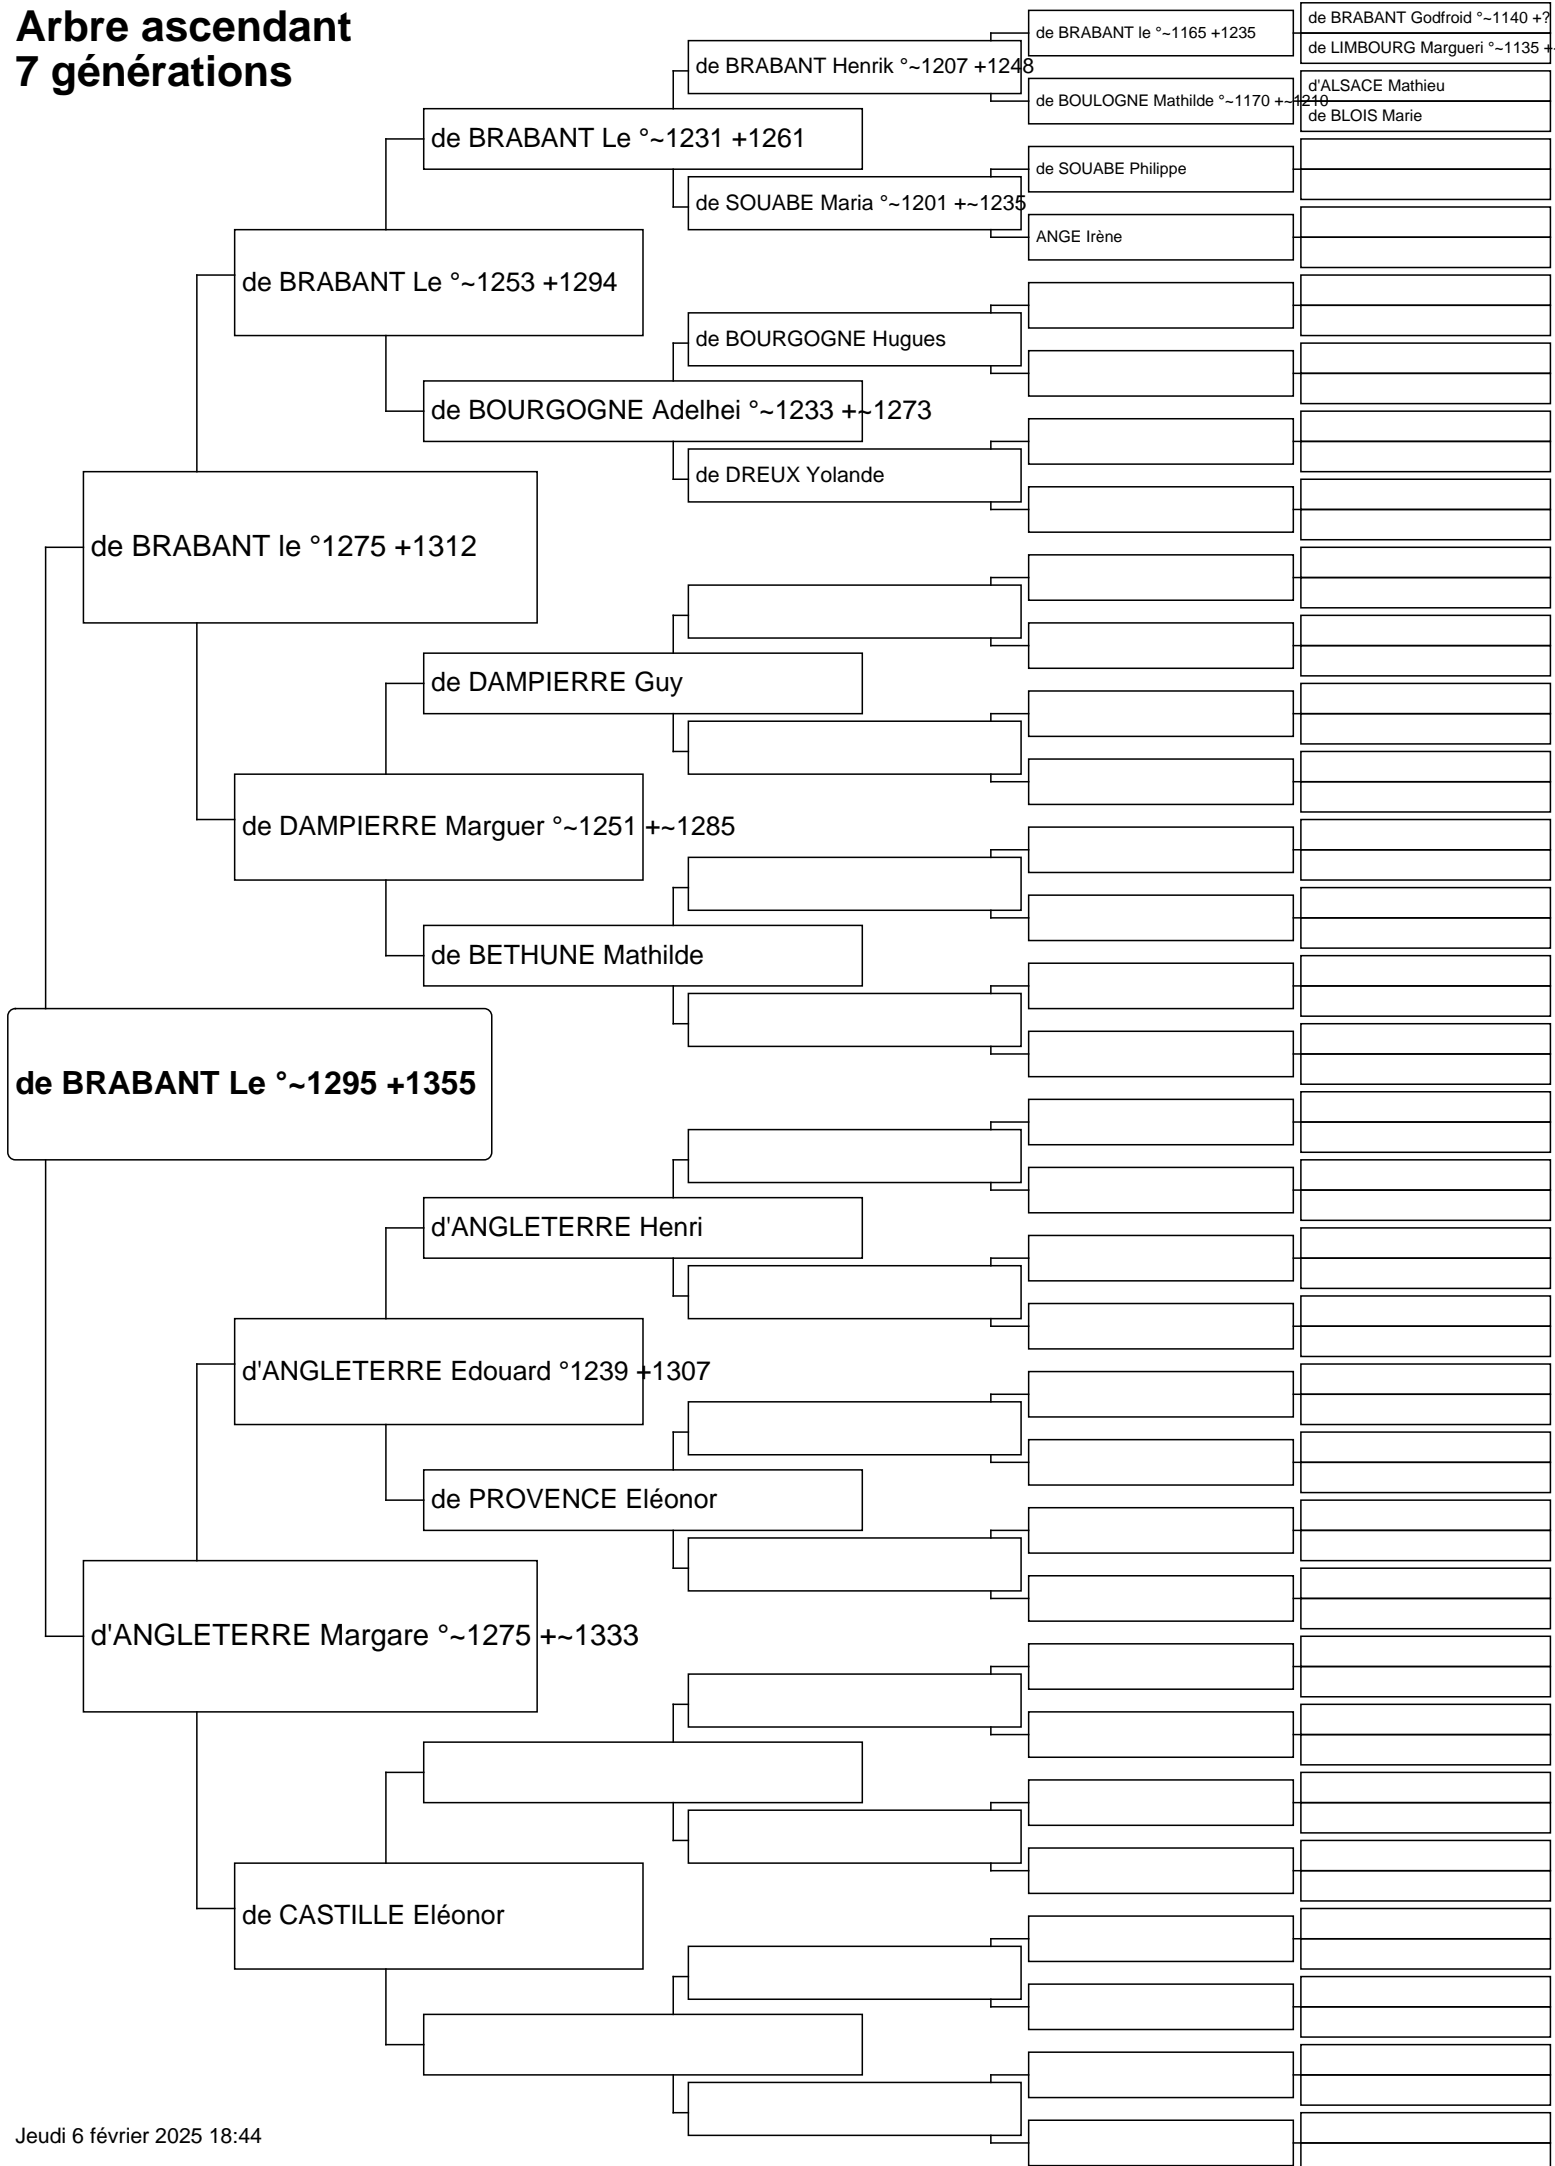 Arbre ascendant
7 générations
de BRABANT Godfroid °~1140 +?
de BRABANT le °~1165 +1235
de LIMBOURG Margueri °~1135 +
de BRABANT Henrik °~1207 +1248
d'ALSACE Mathieu
de BOULOGNE Mathilde °~1170 +~1210
de BLOIS Marie
de BRABANT Le °~1231 +1261
de SOUABE Philippe
de SOUABE Maria °~1201 +~1235
ANGE Irène
de BRABANT Le °~1253 +1294
de BOURGOGNE Hugues
de BOURGOGNE Adelhei °~1233 +~1273
de DREUX Yolande
de BRABANT le °1275 +1312
de DAMPIERRE Guy
de DAMPIERRE Marguer °~1251 +~1285
de BETHUNE Mathilde
de BRABANT Le °~1295 +1355
d'ANGLETERRE Henri
d'ANGLETERRE Edouard °1239 +1307
de PROVENCE Eléonor
d'ANGLETERRE Margare °~1275 +~1333
de CASTILLE Eléonor
Jeudi 6 février 2025 18:44